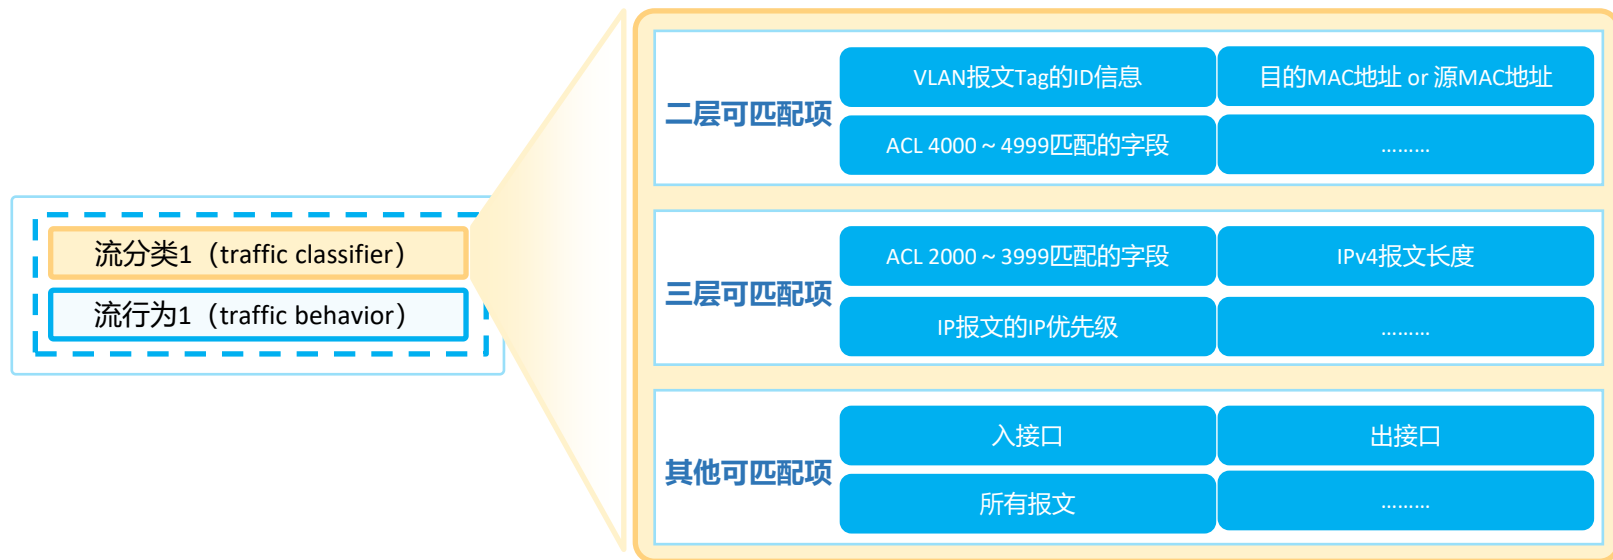 流分类1（traffic classifier）
流行为1（traffic behavior）
二层可匹配项
VLAN报文Tag的ID信息
目的MAC地址 or 源MAC地址
ACL 4000～4999匹配的字段
………
三层可匹配项
ACL 2000～3999匹配的字段
IPv4报文长度
IP报文的IP优先级
………
其他可匹配项
入接口
出接口
所有报文
………